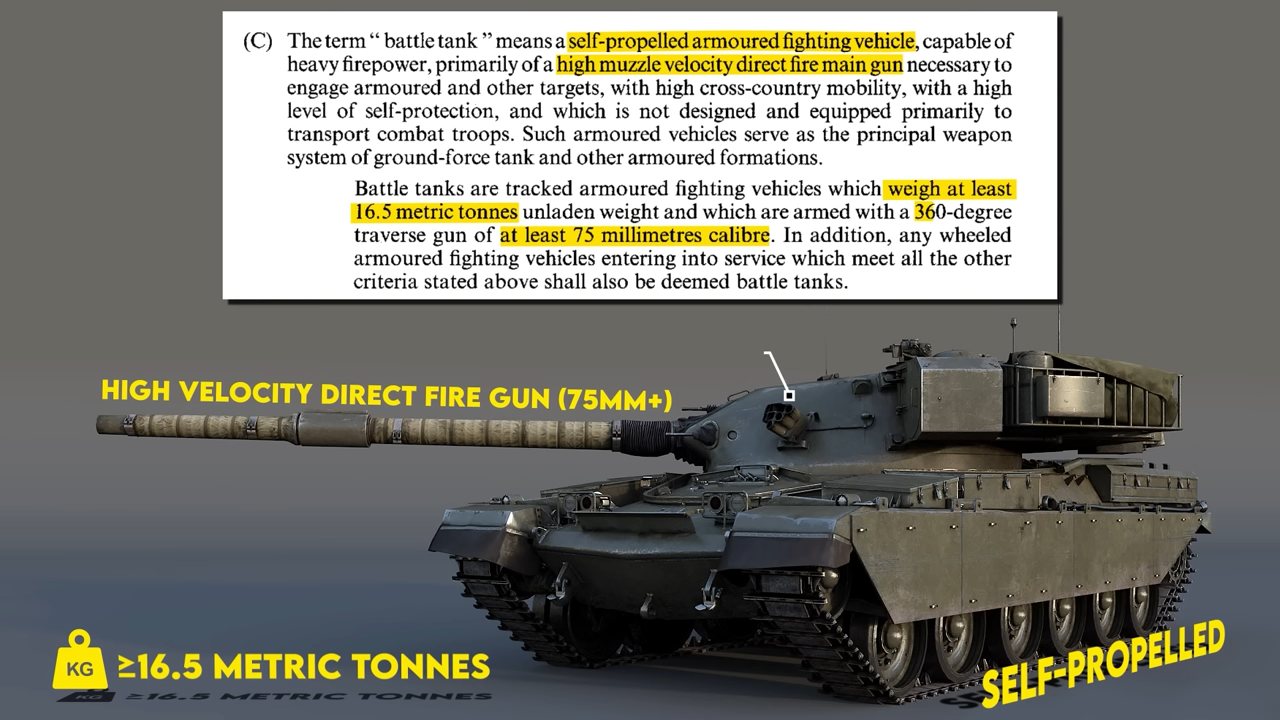 (C) The term “ battle tank ” means a self-propelled armoured fighting vehicle, capable of
heavy firepower, primarily of a high muzzle velocity direct fire main gun necessary to
engage armoured and other targets, with high cross-country mobility, with a high
level of self-protection, and which is not designed and equipped primarily to
transport combat troops. Such armoured vehicles serve as the principal weapon
system of ground-force tank and other armoured formations.
Battle tanks are tracked armoured fighting vehicles which weigh at least
16.5 metric tonnes unladen weight and which are armed with a 360-degree
traverse gun of at least 75 millimetres calibre. In addition, any wheeled
armoured fighting vehicles entering into service which meet all the other
criteria stated above shall also be deemed battle tanks.
HIGH VELOCITY DIRECT FIRE GUN (75MM+)
KG ≥16.5 METRIC TONNES
SELF-PROPELLED